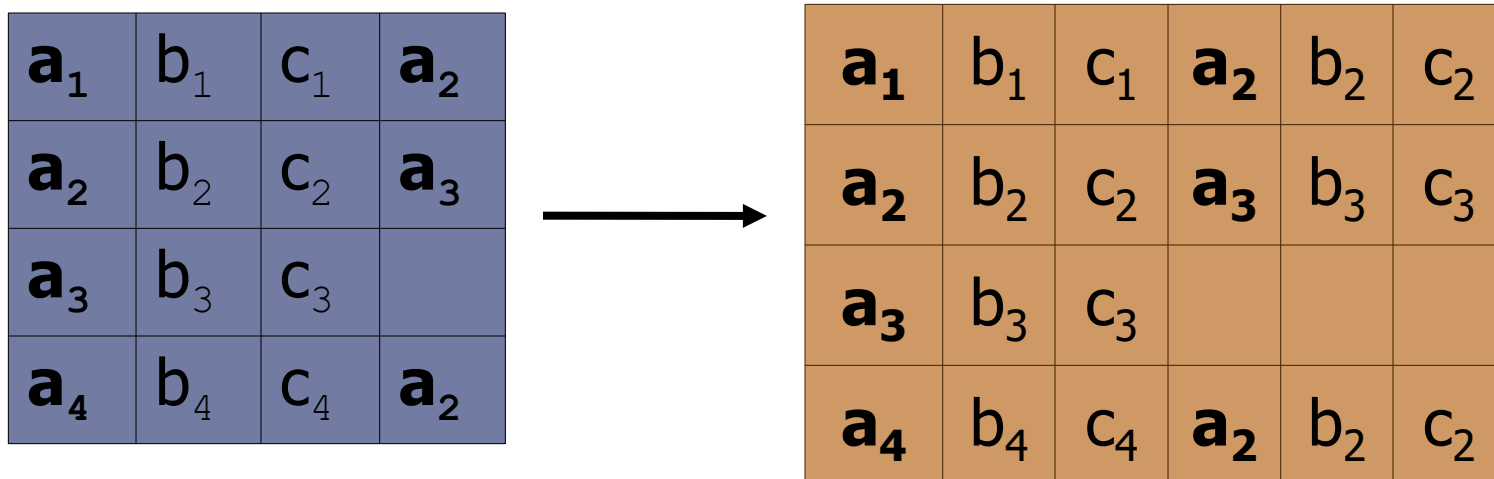 a₁ b₁ c₁ a₂
a₂ b₂ c₂ a₃
a₃ b₃ c₃
a₄ b₄ c₄ a₂
a₁ b₁ c₁ a₂ b₂ c₂
a₂ b₂ c₂ a₃ b₃ c₃
a₃ b₃ c₃
a₄ b₄ c₄ a₂ b₂ c₂